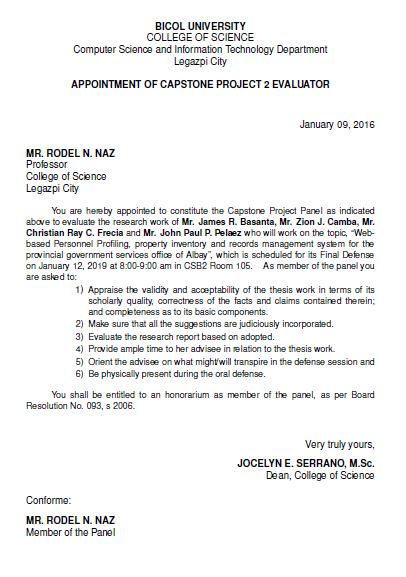 BICOL UNIVERSITY
COLLEGE OF SCIENCE
Computer Science and Information Technology Department
Legazpi City
APPOINTMENT OF CAPSTONE PROJECT 2 EVALUATOR
January 09, 2016
MR. RODEL N. NAZ
Professor
College of Science
Legazpi City
You are hereby appointed to constitute the Capstone Project Panel as indicated
above to evaluate the research work of Mr. James R. Basanta, Mr. Zion J. Camba, Mr.
Christian Ray C. Frecia and Mr. John Paul P. Pelaez who will work on the topic, “Web-
based Personnel Profiling, property inventory and records management system for the
provincial government services office of Albay”, which is scheduled for its Final Defense
on January 12, 2019 at 8:00-9:00 am in CSB2 Room 105. As member of the panel you
are asked to:
1) Appraise the validity and acceptability of the thesis work in terms of its
scholarly quality, correctness of the facts and claims contained therein;
and completeness as to its basic components.
2) Make sure that all the suggestions are judiciously incorporated.
3) Evaluate the research report based on adopted.
4) Provide ample time to her advisee in relation to the thesis work.
5) Orient the advisee on what might/will transpire in the defense session and
6) Be physically present during the oral defense.
You shall be entitled to an honorarium as member of the panel, as per Board
Resolution No. 093, s 2006.
Very truly yours,
JOCELYN E. SERRANO, M.Sc.
Dean, College of Science
Conforme:
MR. RODEL N. NAZ
Member of the Panel